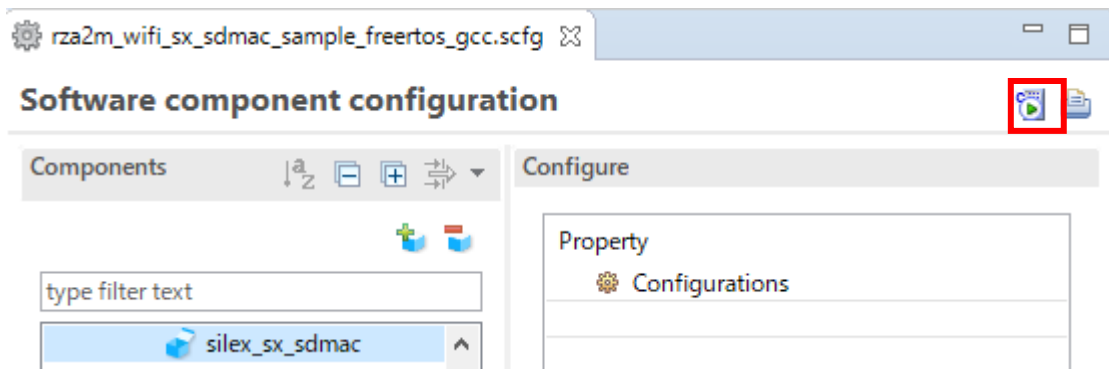 rza2m_wifi_sx_sdmac_sample_freertos_gcc.scfg
Software component configuration
Components
Configure
Property
Configurations
type filter text
silex_sx_sdmac